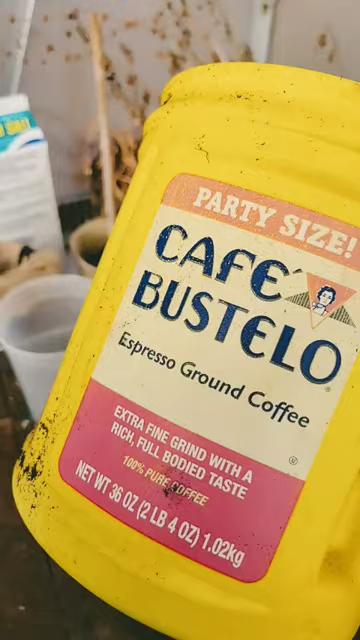 PARTY SIZE!
CAFE
BUSTELO
®
Espresso Ground Coffee
®
EXTRA FINE GRIND WITH A
RICH, FULL BODIED TASTE
100% PURE COFFEE
NET WT 36 OZ (2 LB 4 OZ) 1.02kg